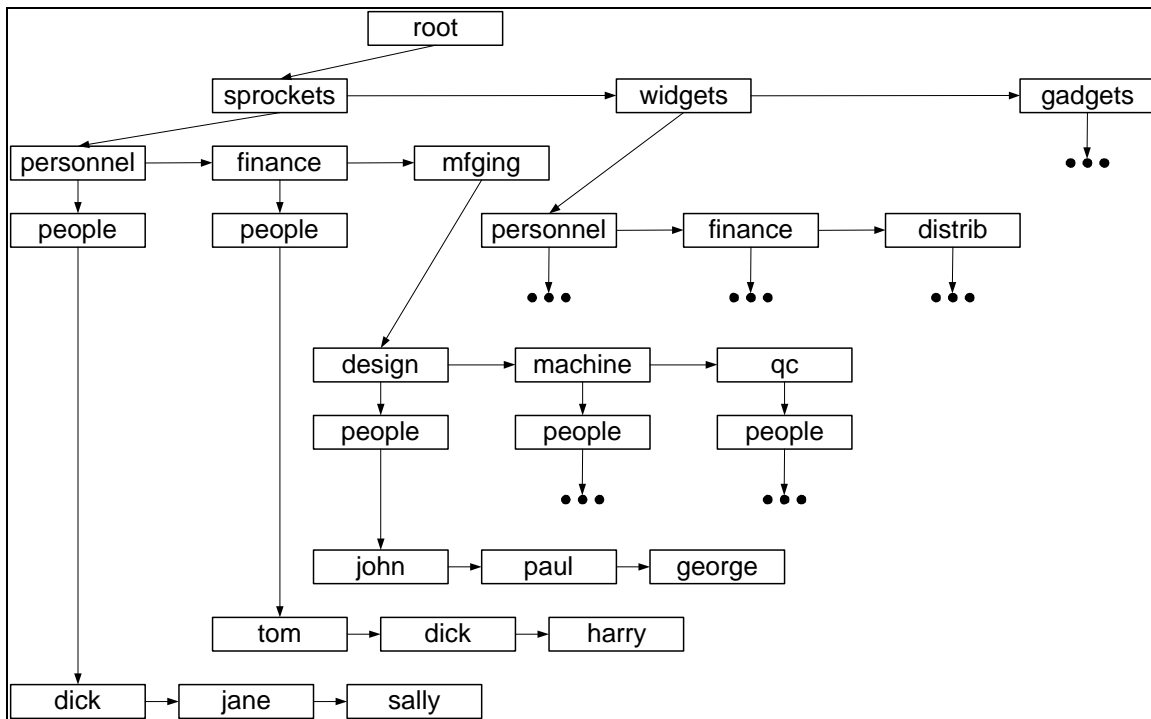 root
sprockets widgets gadgets
personnel finance mfging
people people personnel finance distrib
design machine qc
people people people
john paul george
tom dick harry
dick jane sally